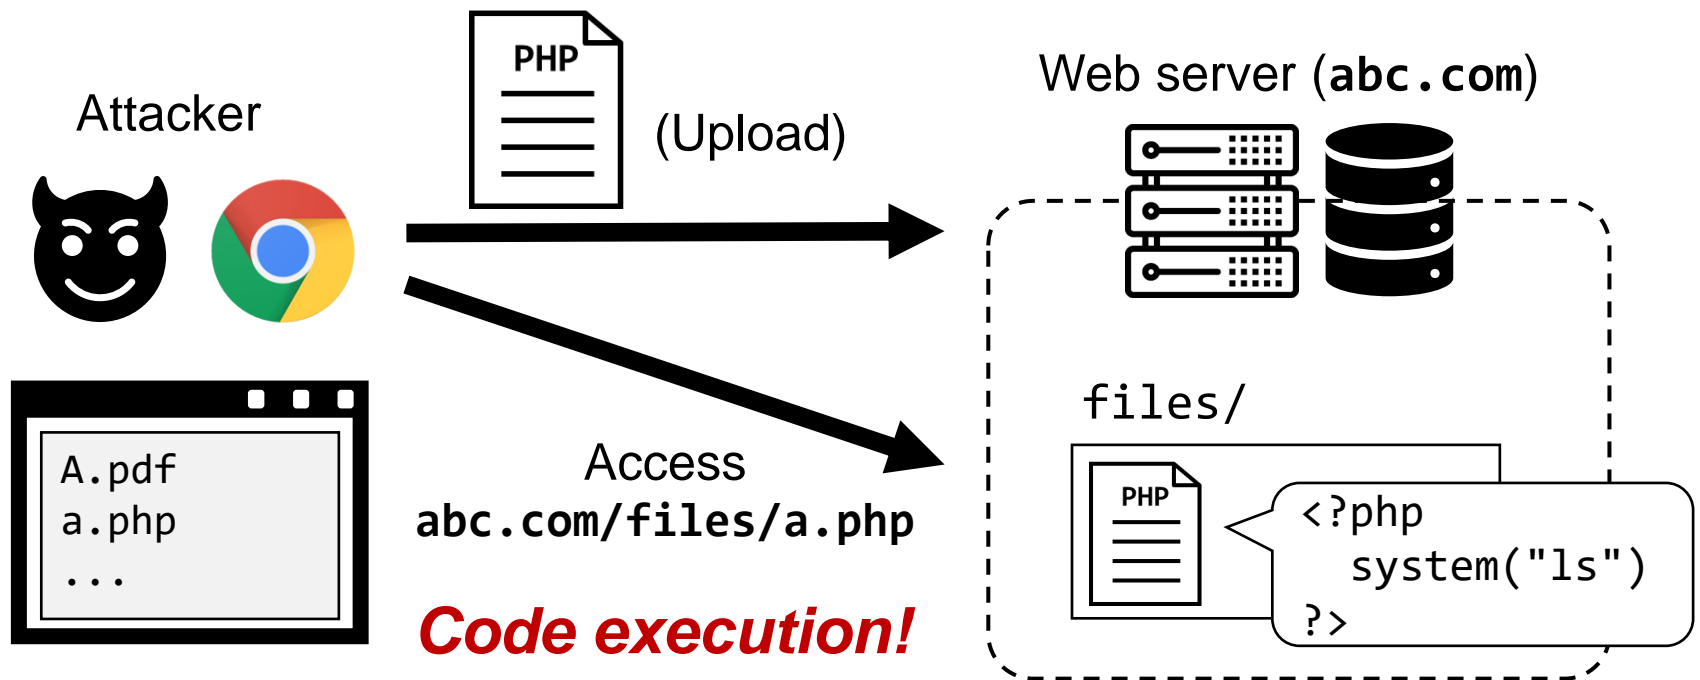 Attacker
PHP
(Upload)
Web server (abc.com)
A.pdf
a.php
...
Access
abc.com/files/a.php
Code execution!
files/
PHP
<?php
system("ls")
?>